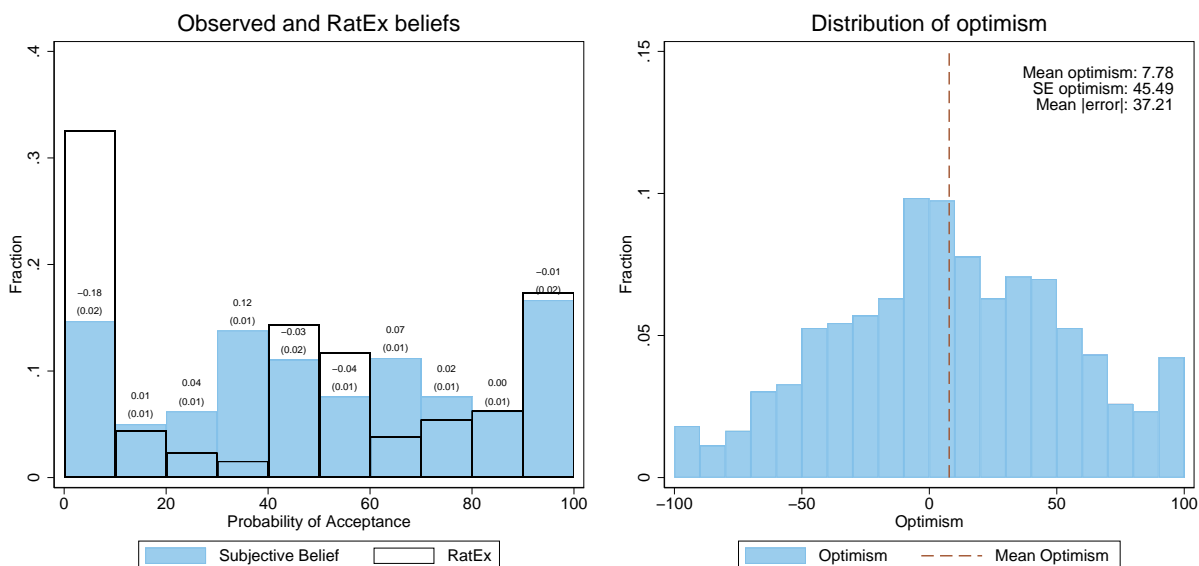 Observed and RatEx beliefs
.4
.3
.2
.1
0
Fraction
−0.18
(0.02)
0.01
(0.01)
0.04
(0.01)
0.12
(0.01)
−0.03
(0.02)
−0.04
(0.01)
0.07
(0.01)
0.02
(0.01)
0.00
(0.01)
−0.01
(0.02)
0 20 40 60 80 100
Probability of Acceptance
Subjective Belief RatEx
Distribution of optimism
.15
.1
.05
0
Fraction
Mean optimism: 7.78
SE optimism: 45.49
Mean |error|: 37.21
−100 −50 0 50 100
Optimism
Optimism Mean Optimism